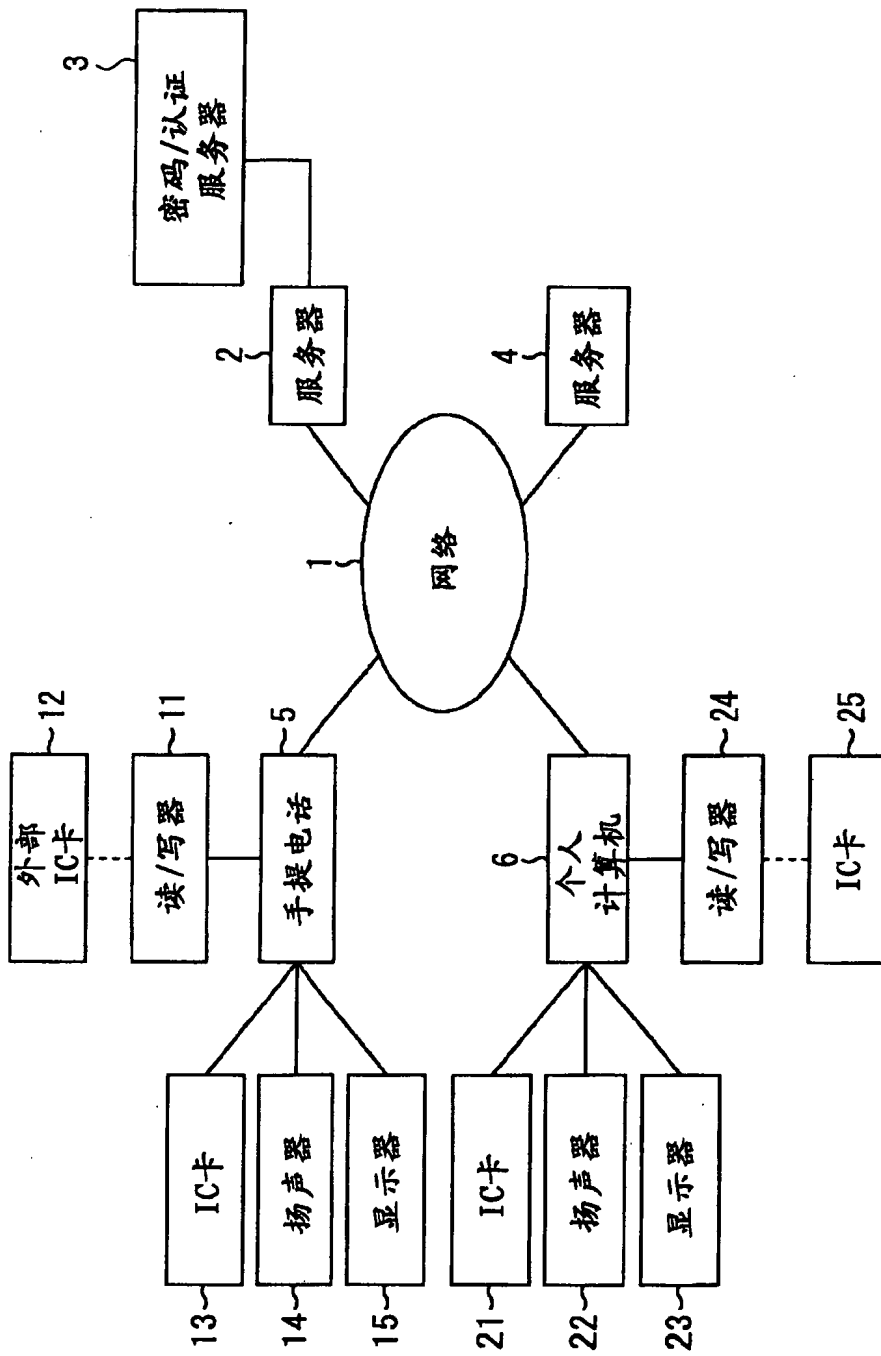 12
外部
IC卡
11
读/写器
5
手提电话
13
IC卡
14
扬声器
15
显示器
1
网络
2
服务器
3
密码/认证
服务器
4
服务器
6
个人
计算机
21
IC卡
22
扬声器
23
显示器
24
读/写器
25
IC卡